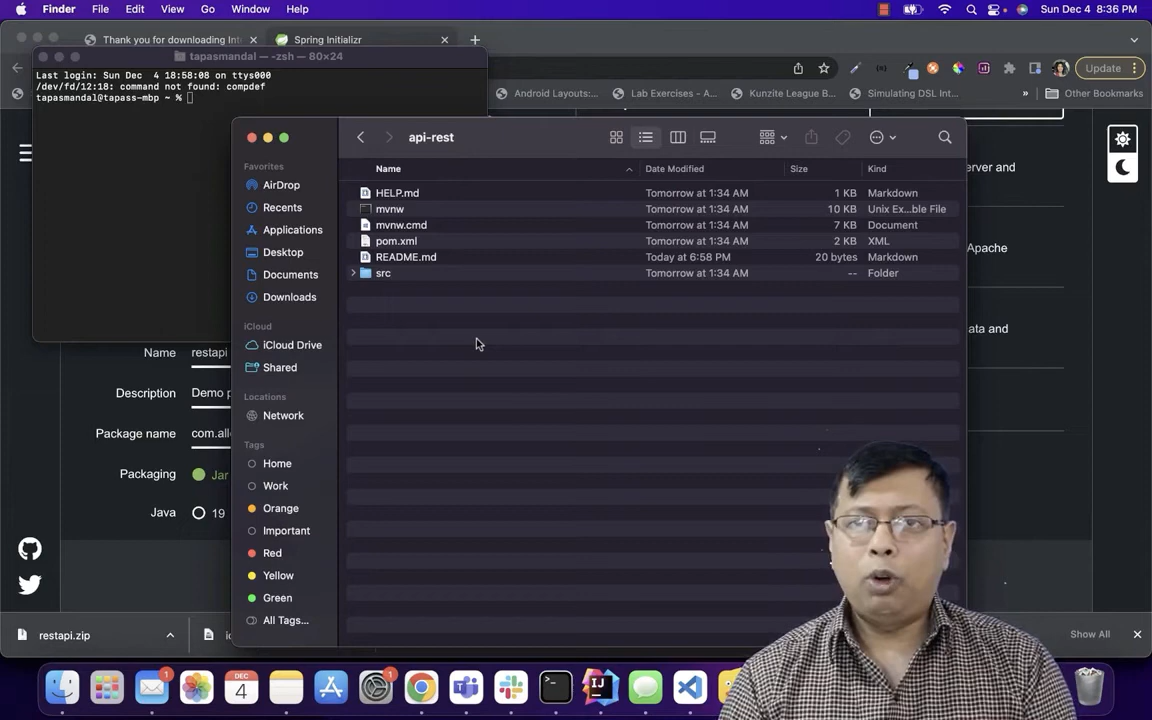 Finder File Edit View Go Window Help Sun Dec 4 8:36 PM
Thank you for downloading Int
Spring Initializr
tapasmandal — -zsh — 80×24
Update
Last login: Sun Dec 4 18:58:08 on ttys000
/dev/fd/12:18: command not found: compdef
tapasmandal@tapass-mbp ~ %
Android Layouts:...
Lab Exercises - A...
Kunzite League B...
Simulating DSL Int...
»
Other Bookmarks
api-rest
Favorites
AirDrop
Recents
Applications
Desktop
Documents
Downloads
iCloud
iCloud Drive
Shared
Locations
Network
Tags
Home
Work
Orange
Important
Red
Yellow
Green
All Tags...
Name Date Modified Size Kind
HELP.md Tomorrow at 1:34 AM 1 KB Markdown
mvnw Tomorrow at 1:34 AM 10 KB Unix Ex...ble File
mvnw.cmd Tomorrow at 1:34 AM 7 KB Document
pom.xml Tomorrow at 1:34 AM 2 KB XML
README.md Today at 6:58 PM 20 bytes Markdown
src Tomorrow at 1:34 AM -- Folder
erver and
Apache
ata and
Name restapi
Description Demo p
Package name com.all
Packaging Jar
Java 19
restapi.zip
Show All
DEC
4
1
1